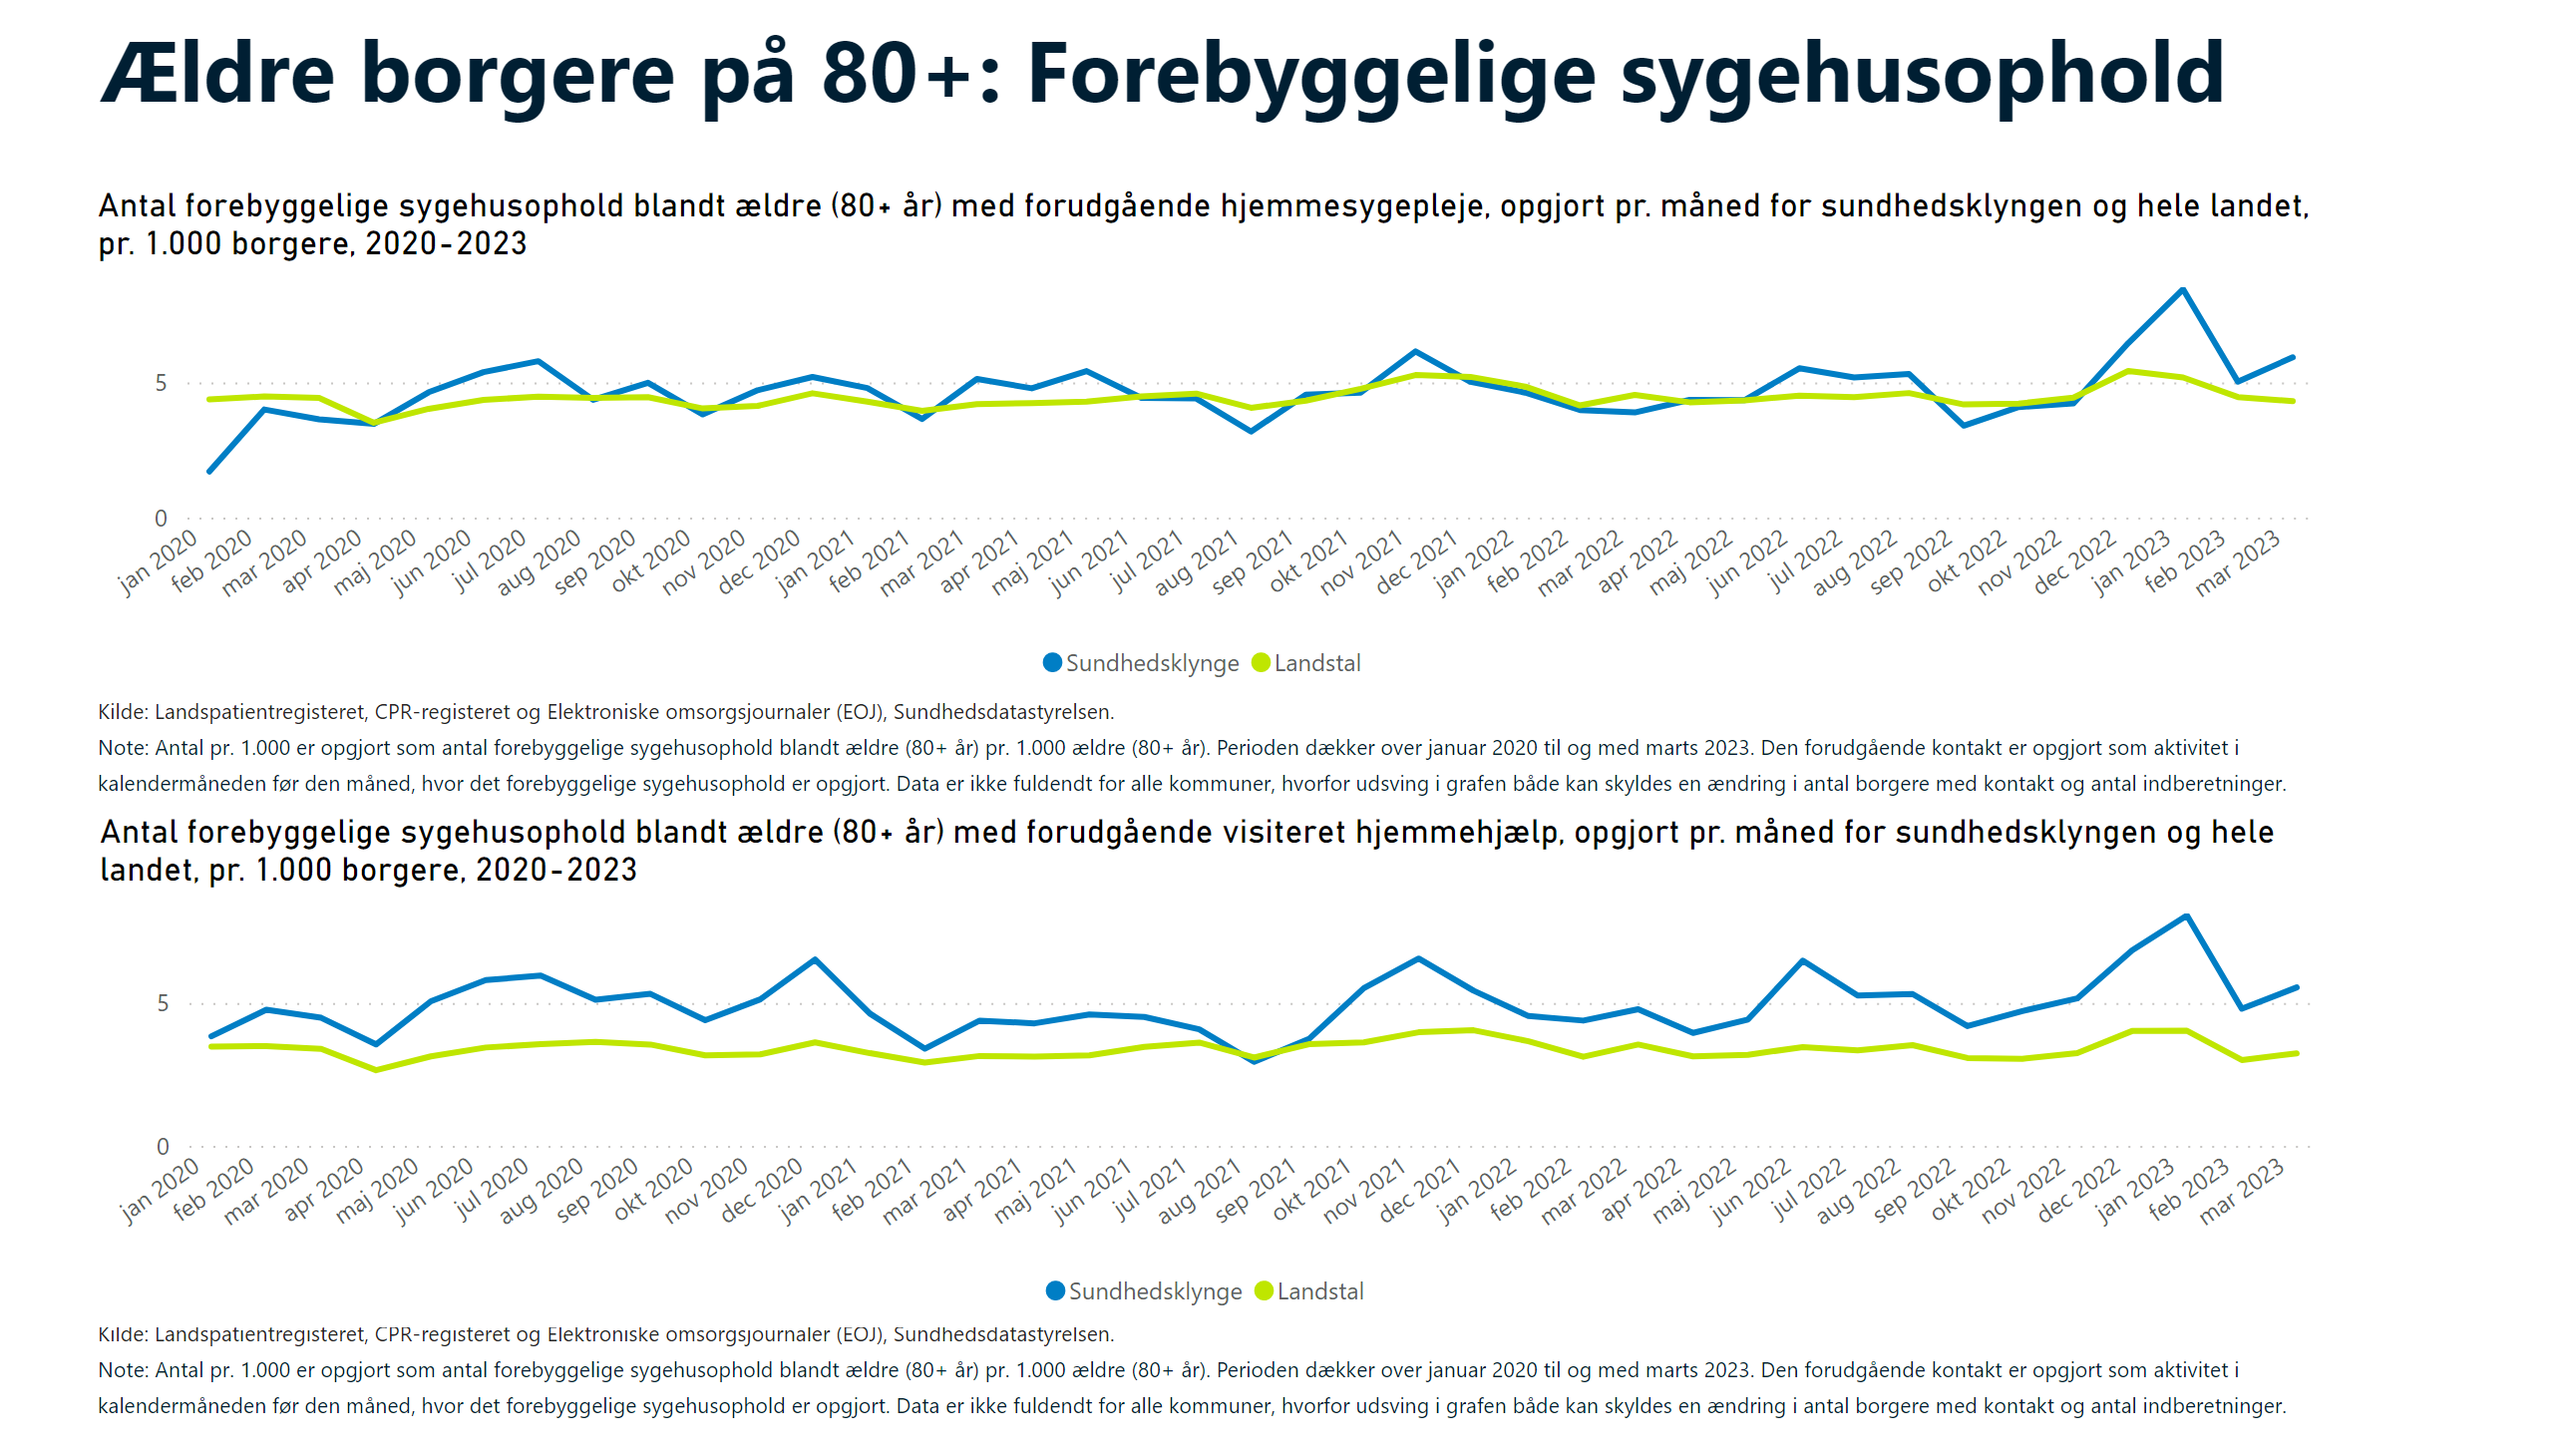 Ældre borgere på 80+: Forebyggelige sygehusophold
Antal forebyggelige sygehusophold blandt ældre (80+ år) med forudgående hjemmesygepleje, opgjort pr. måned for sundhedsklyngen og hele landet,
pr. 1.000 borgere, 2020-2023
5
0
jan 2020
feb 2020
mar 2020
apr 2020
maj 2020
jun 2020
jul 2020
aug 2020
sep 2020
okt 2020
nov 2020
dec 2020
jan 2021
feb 2021
mar 2021
apr 2021
maj 2021
jun 2021
jul 2021
aug 2021
sep 2021
okt 2021
nov 2021
dec 2021
jan 2022
feb 2022
mar 2022
apr 2022
maj 2022
jun 2022
jul 2022
aug 2022
sep 2022
okt 2022
nov 2022
dec 2022
jan 2023
feb 2023
mar 2023
Sundhedsklynge Landstal
Kilde: Landspatientregisteret, CPR-registeret og Elektroniske omsorgsjournaler (EOJ), Sundhedsdatastyrelsen.
Note: Antal pr. 1.000 er opgjort som antal forebyggelige sygehusophold blandt ældre (80+ år) pr. 1.000 ældre (80+ år). Perioden dækker over januar 2020 til og med marts 2023. Den forudgående kontakt er opgjort som aktivitet i
kalendermåneden før den måned, hvor det forebyggelige sygehusophold er opgjort. Data er ikke fuldendt for alle kommuner, hvorfor udsving i grafen både kan skyldes en ændring i antal borgere med kontakt og antal indberetninger.
Antal forebyggelige sygehusophold blandt ældre (80+ år) med forudgående visiteret hjemmehjælp, opgjort pr. måned for sundhedsklyngen og hele
landet, pr. 1.000 borgere, 2020-2023
5
0
jan 2020
feb 2020
mar 2020
apr 2020
maj 2020
jun 2020
jul 2020
aug 2020
sep 2020
okt 2020
nov 2020
dec 2020
jan 2021
feb 2021
mar 2021
apr 2021
maj 2021
jun 2021
jul 2021
aug 2021
sep 2021
okt 2021
nov 2021
dec 2021
jan 2022
feb 2022
mar 2022
apr 2022
maj 2022
jun 2022
jul 2022
aug 2022
sep 2022
okt 2022
nov 2022
dec 2022
jan 2023
feb 2023
mar 2023
Sundhedsklynge Landstal
Kilde: Landspatientregisteret, CPR-registeret og Elektroniske omsorgsjournaler (EOJ), Sundhedsdatastyrelsen.
Note: Antal pr. 1.000 er opgjort som antal forebyggelige sygehusophold blandt ældre (80+ år) pr. 1.000 ældre (80+ år). Perioden dækker over januar 2020 til og med marts 2023. Den forudgående kontakt er opgjort som aktivitet i
kalendermåneden før den måned, hvor det forebyggelige sygehusophold er opgjort. Data er ikke fuldendt for alle kommuner, hvorfor udsving i grafen både kan skyldes en ændring i antal borgere med kontakt og antal indberetninger.